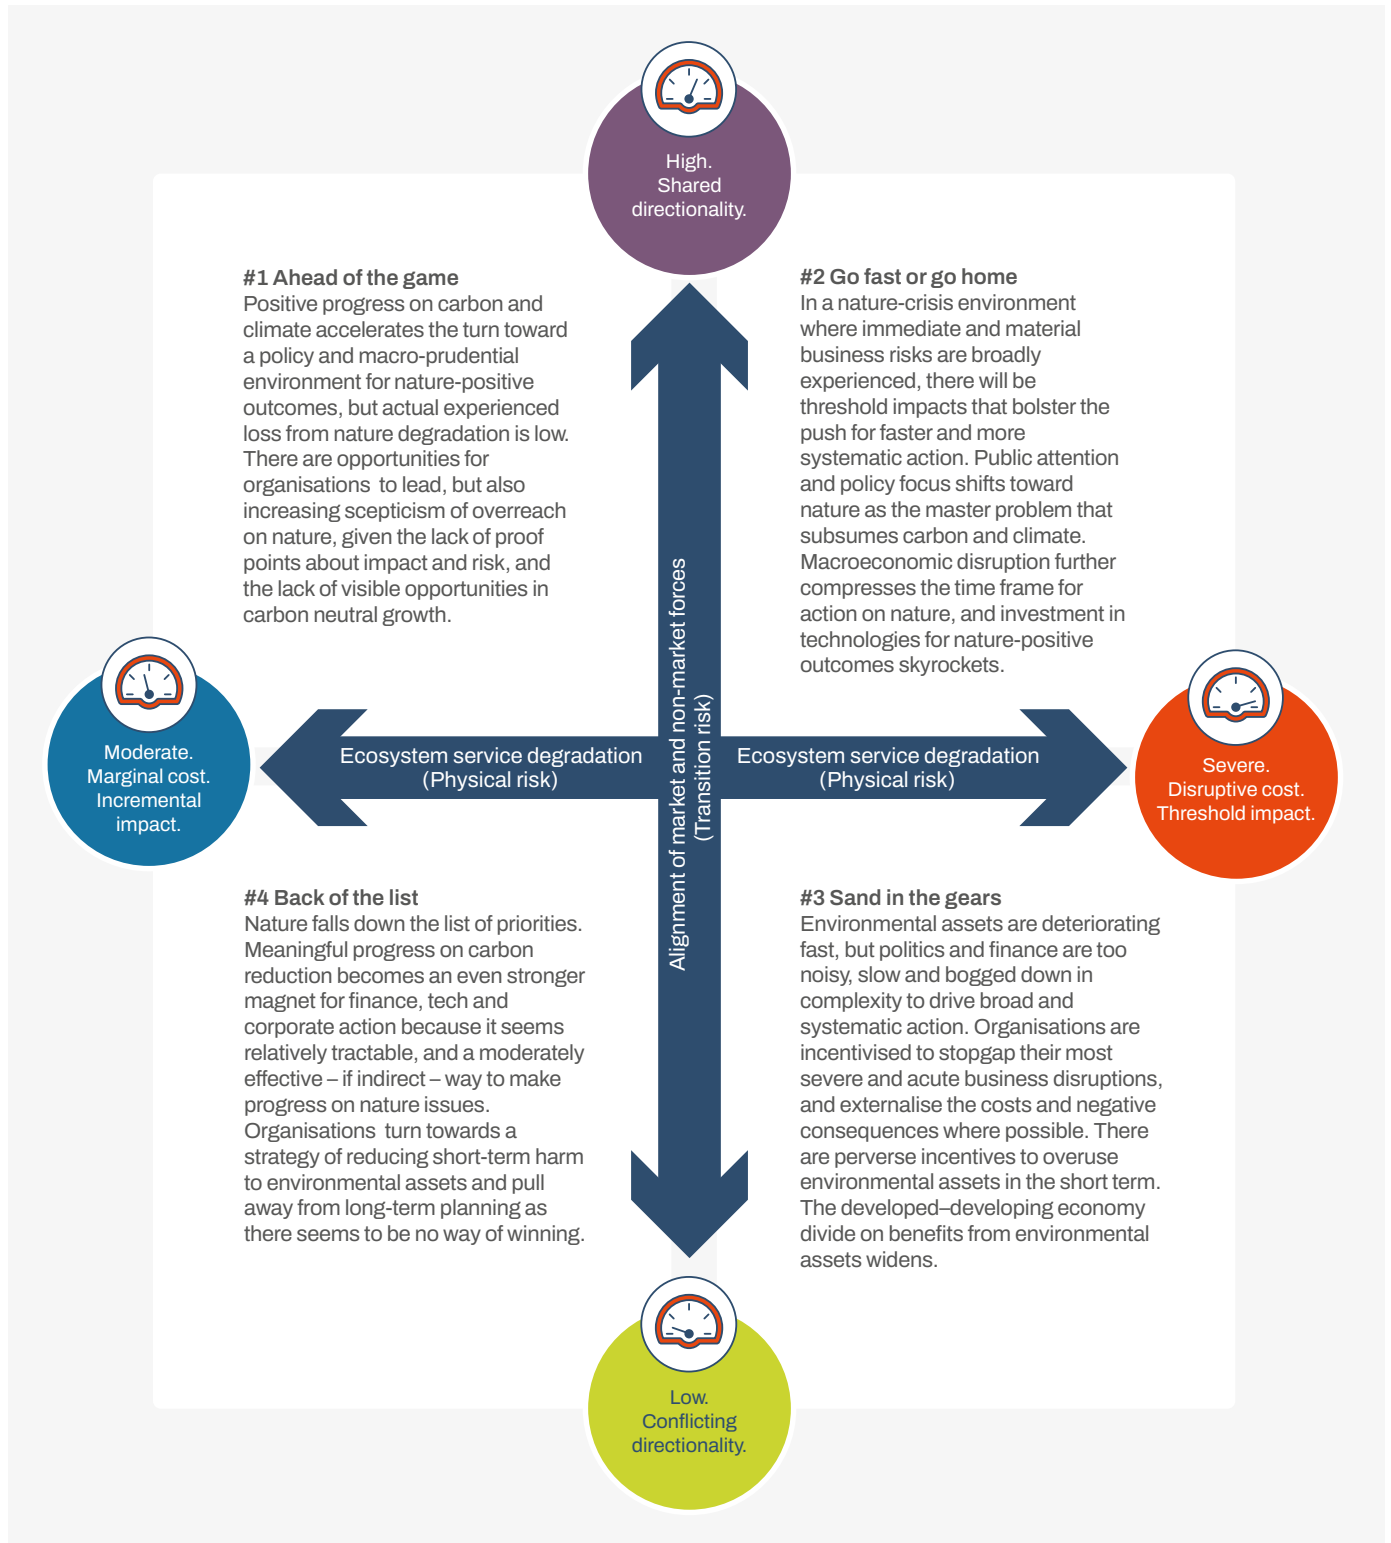 High.
Shared
directionality.
#1 Ahead of the game
Positive progress on carbon and
climate accelerates the turn toward
a policy and macro-prudential
environment for nature-positive
outcomes, but actual experienced
loss from nature degradation is low.
There are opportunities for
organisations  to lead, but also
increasing scepticism of overreach
on nature, given the lack of proof
points about impact and risk, and
the lack of visible opportunities in
carbon neutral growth.
#2 Go fast or go home
In a nature-crisis environment
where immediate and material
business risks are broadly
experienced, there will be
threshold impacts that bolster the
push for faster and more
systematic action. Public attention
and policy focus shifts toward
nature as the master problem that
subsumes carbon and climate.
Macroeconomic disruption further
compresses the time frame for
action on nature, and investment in
technologies for nature-positive
outcomes skyrockets.
Alignment of market and non-market forces
(Transition risk)
Moderate.
Marginal cost.
Incremental
impact.
Ecosystem service degradation
(Physical risk)
Ecosystem service degradation
(Physical risk)
Severe.
Disruptive cost.
Threshold impact.
#4 Back of the list
Nature falls down the list of priorities.
Meaningful progress on carbon
reduction becomes an even stronger
magnet for finance, tech and
corporate action because it seems
relatively tractable, and a moderately
effective – if indirect – way to make
progress on nature issues.
Organisations  turn towards a
strategy of reducing short-term harm
to environmental assets and pull
away from long-term planning as
there seems to be no way of winning.
#3 Sand in the gears
Environmental assets are deteriorating
fast, but politics and finance are too
noisy, slow and bogged down in
complexity to drive broad and
systematic action. Organisations are
incentivised to stopgap their most
severe and acute business disruptions,
and externalise the costs and negative
consequences where possible. There
are perverse incentives to overuse
environmental assets in the short term.
The developed–developing economy
divide on benefits from environmental
assets widens.
Low.
Conflicting
directionality.